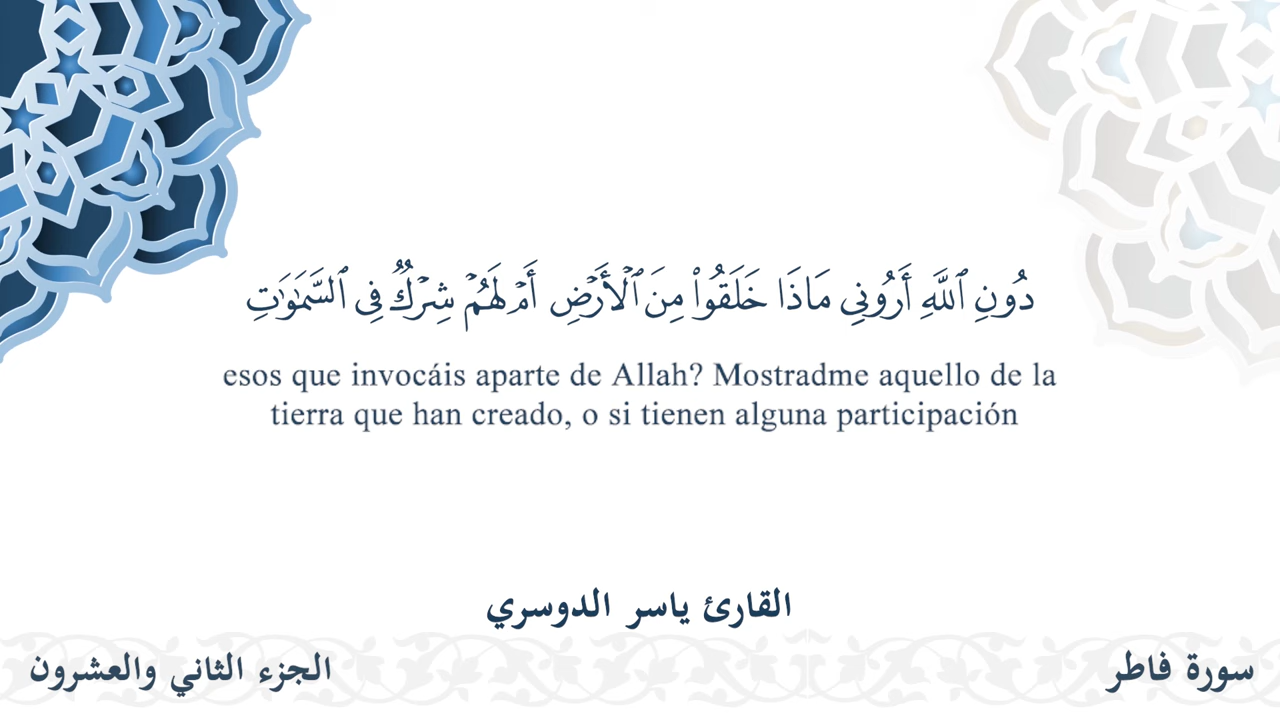 دُونِ ٱللَّهِ أَرُونِى مَاذَا خَلَقُوا۟ مِنَ ٱلْأَرْضِ أَمْ لَهُمْ شِرْكٌۭ فِى ٱلسَّمَـٰوَٰتِ
esos que invocáis aparte de Allah? Mostradme aquello de la
tierra que han creado, o si tienen alguna participación
القارئ ياسر الدوسري
سورة فاطر
الجزء الثاني والعشرون